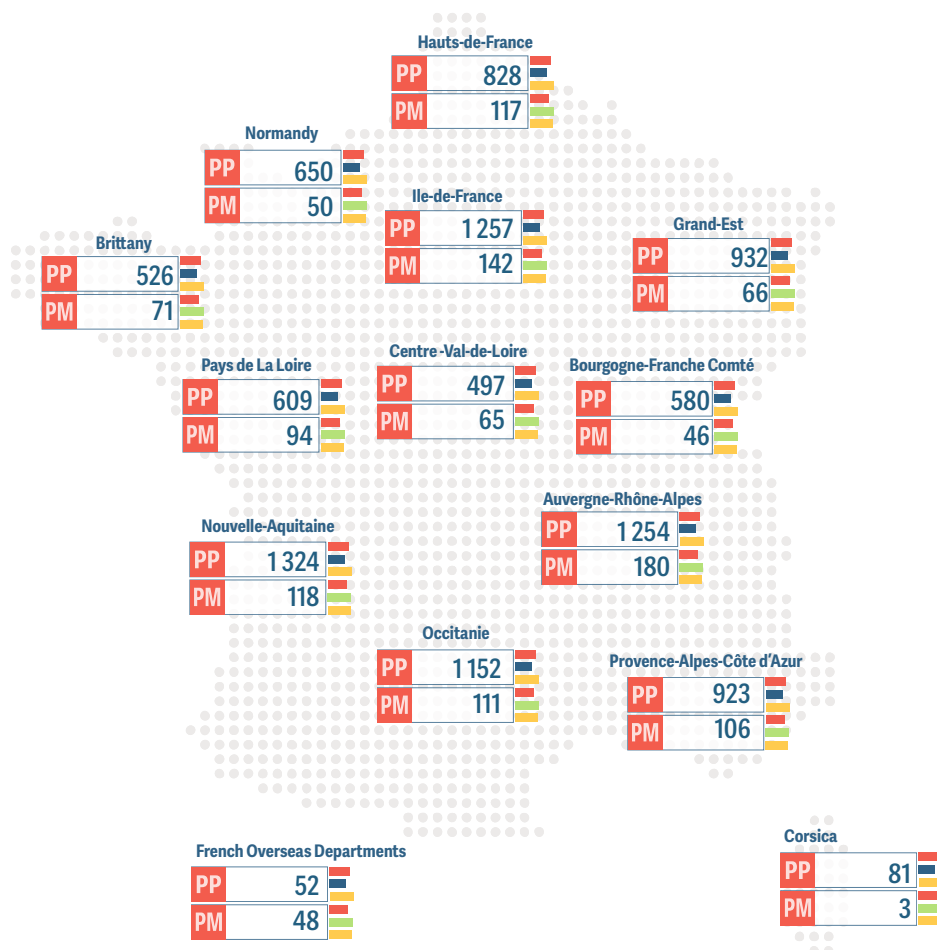 Hauts-de-France
PP 828
PM 117
Normandy
PP 650
PM 50
Ile-de-France
PP 1 257
PM 142
Grand-Est
PP 932
PM 66
Brittany
PP 526
PM 71
Pays de La Loire
PP 609
PM 94
Centre -Val-de-Loire
PP 497
PM 65
Bourgogne-Franche Comté
PP 580
PM 46
Nouvelle-Aquitaine
PP 1 324
PM 118
Auvergne-Rhône-Alpes
PP 1 254
PM 180
Occitanie
PP 1 152
PM 111
Provence-Alpes-Côte d’Azur
PP 923
PM 106
French Overseas Departments
PP 52
PM 48
Corsica
PP 81
PM 3